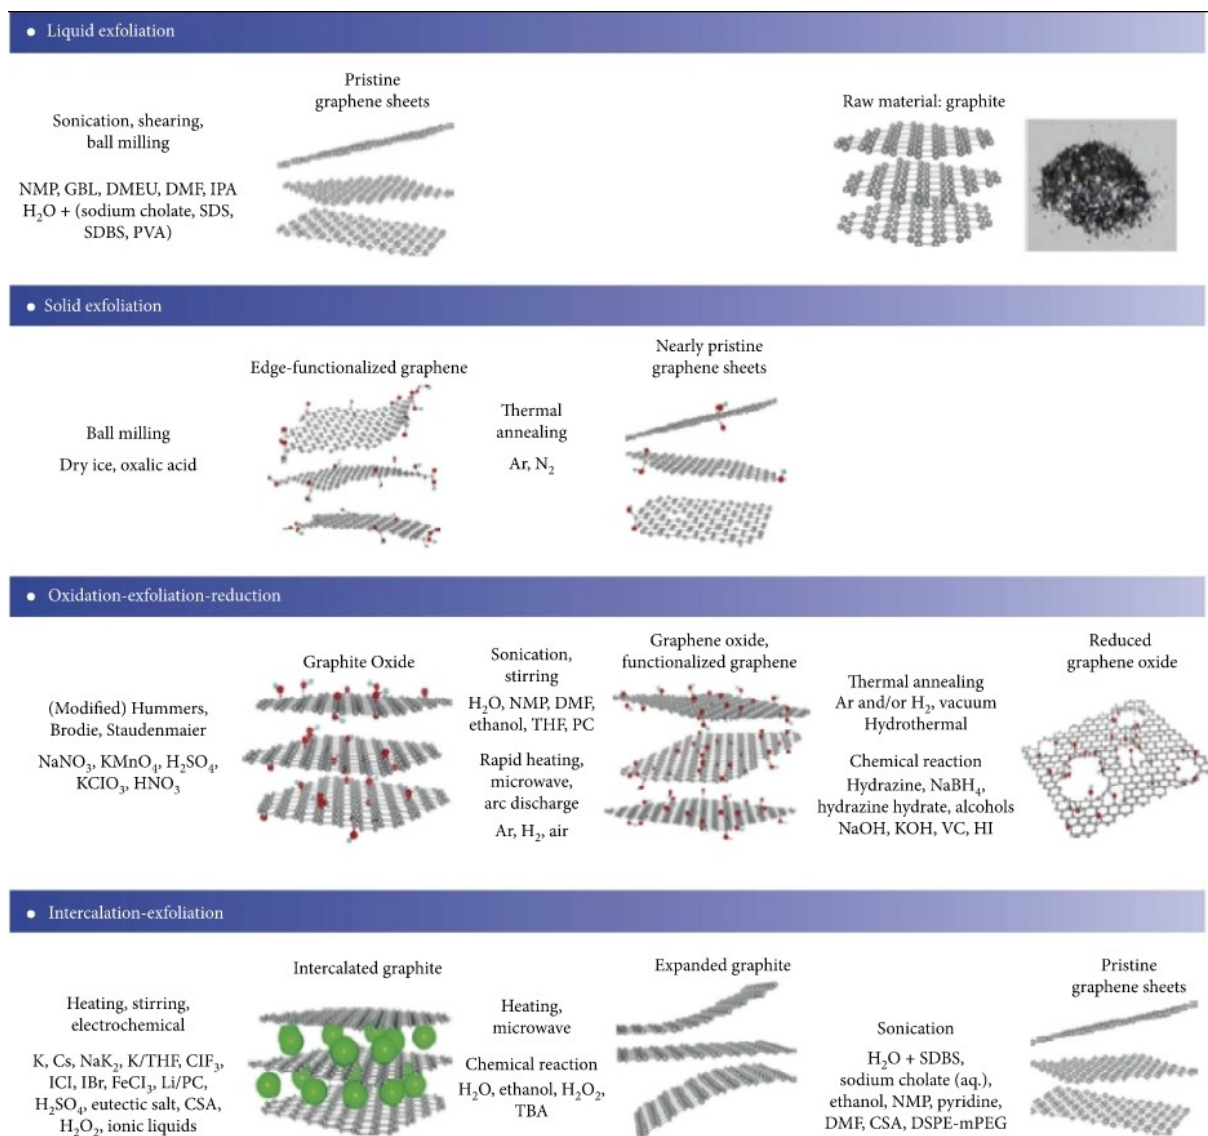 • Liquid exfoliation
Pristine
graphene sheets
Sonication, shearing,
ball milling
NMP, GBL, DMEU, DMF, IPA
H₂O + (sodium cholate, SDS,
SDBS, PVA)
Raw material: graphite
• Solid exfoliation
Edge-functionalized graphene
Ball milling
Dry ice, oxalic acid
Thermal
annealing
Ar, N₂
Nearly pristine
graphene sheets
• Oxidation-exfoliation-reduction
(Modified) Hummers,
Brodie, Staudenmaier
NaNO₃, KMnO₄, H₂SO₄,
KCIO₃, HNO₃
Graphite Oxide
Sonication,
stirring
H₂O, NMP, DMF,
ethanol, THF, PC
Rapid heating,
microwave,
arc discharge
Ar, H₂, air
Graphene oxide,
functionalized graphene
Thermal annealing
Ar and/or H₂, vacuum
Hydrothermal
Chemical reaction
Hydrazine, NaBH₄,
hydrazine hydrate, alcohols
NaOH, KOH, VC, HI
Reduced
graphene oxide
• Intercalation-exfoliation
Heating, stirring,
electrochemical
K, Cs, NaK₂, K/THF, CIF₃,
ICI, IBr, FeCI₃, Li/PC,
H₂SO₄, eutectic salt, CSA,
H₂O₂, ionic liquids
Intercalated graphite
Heating,
microwave
Chemical reaction
H₂O, ethanol, H₂O₂,
TBA
Expanded graphite
Sonication
H₂O + SDBS,
sodium cholate (aq.),
ethanol, NMP, pyridine,
DMF, CSA, DSPE-mPEG
Pristine
graphene sheets